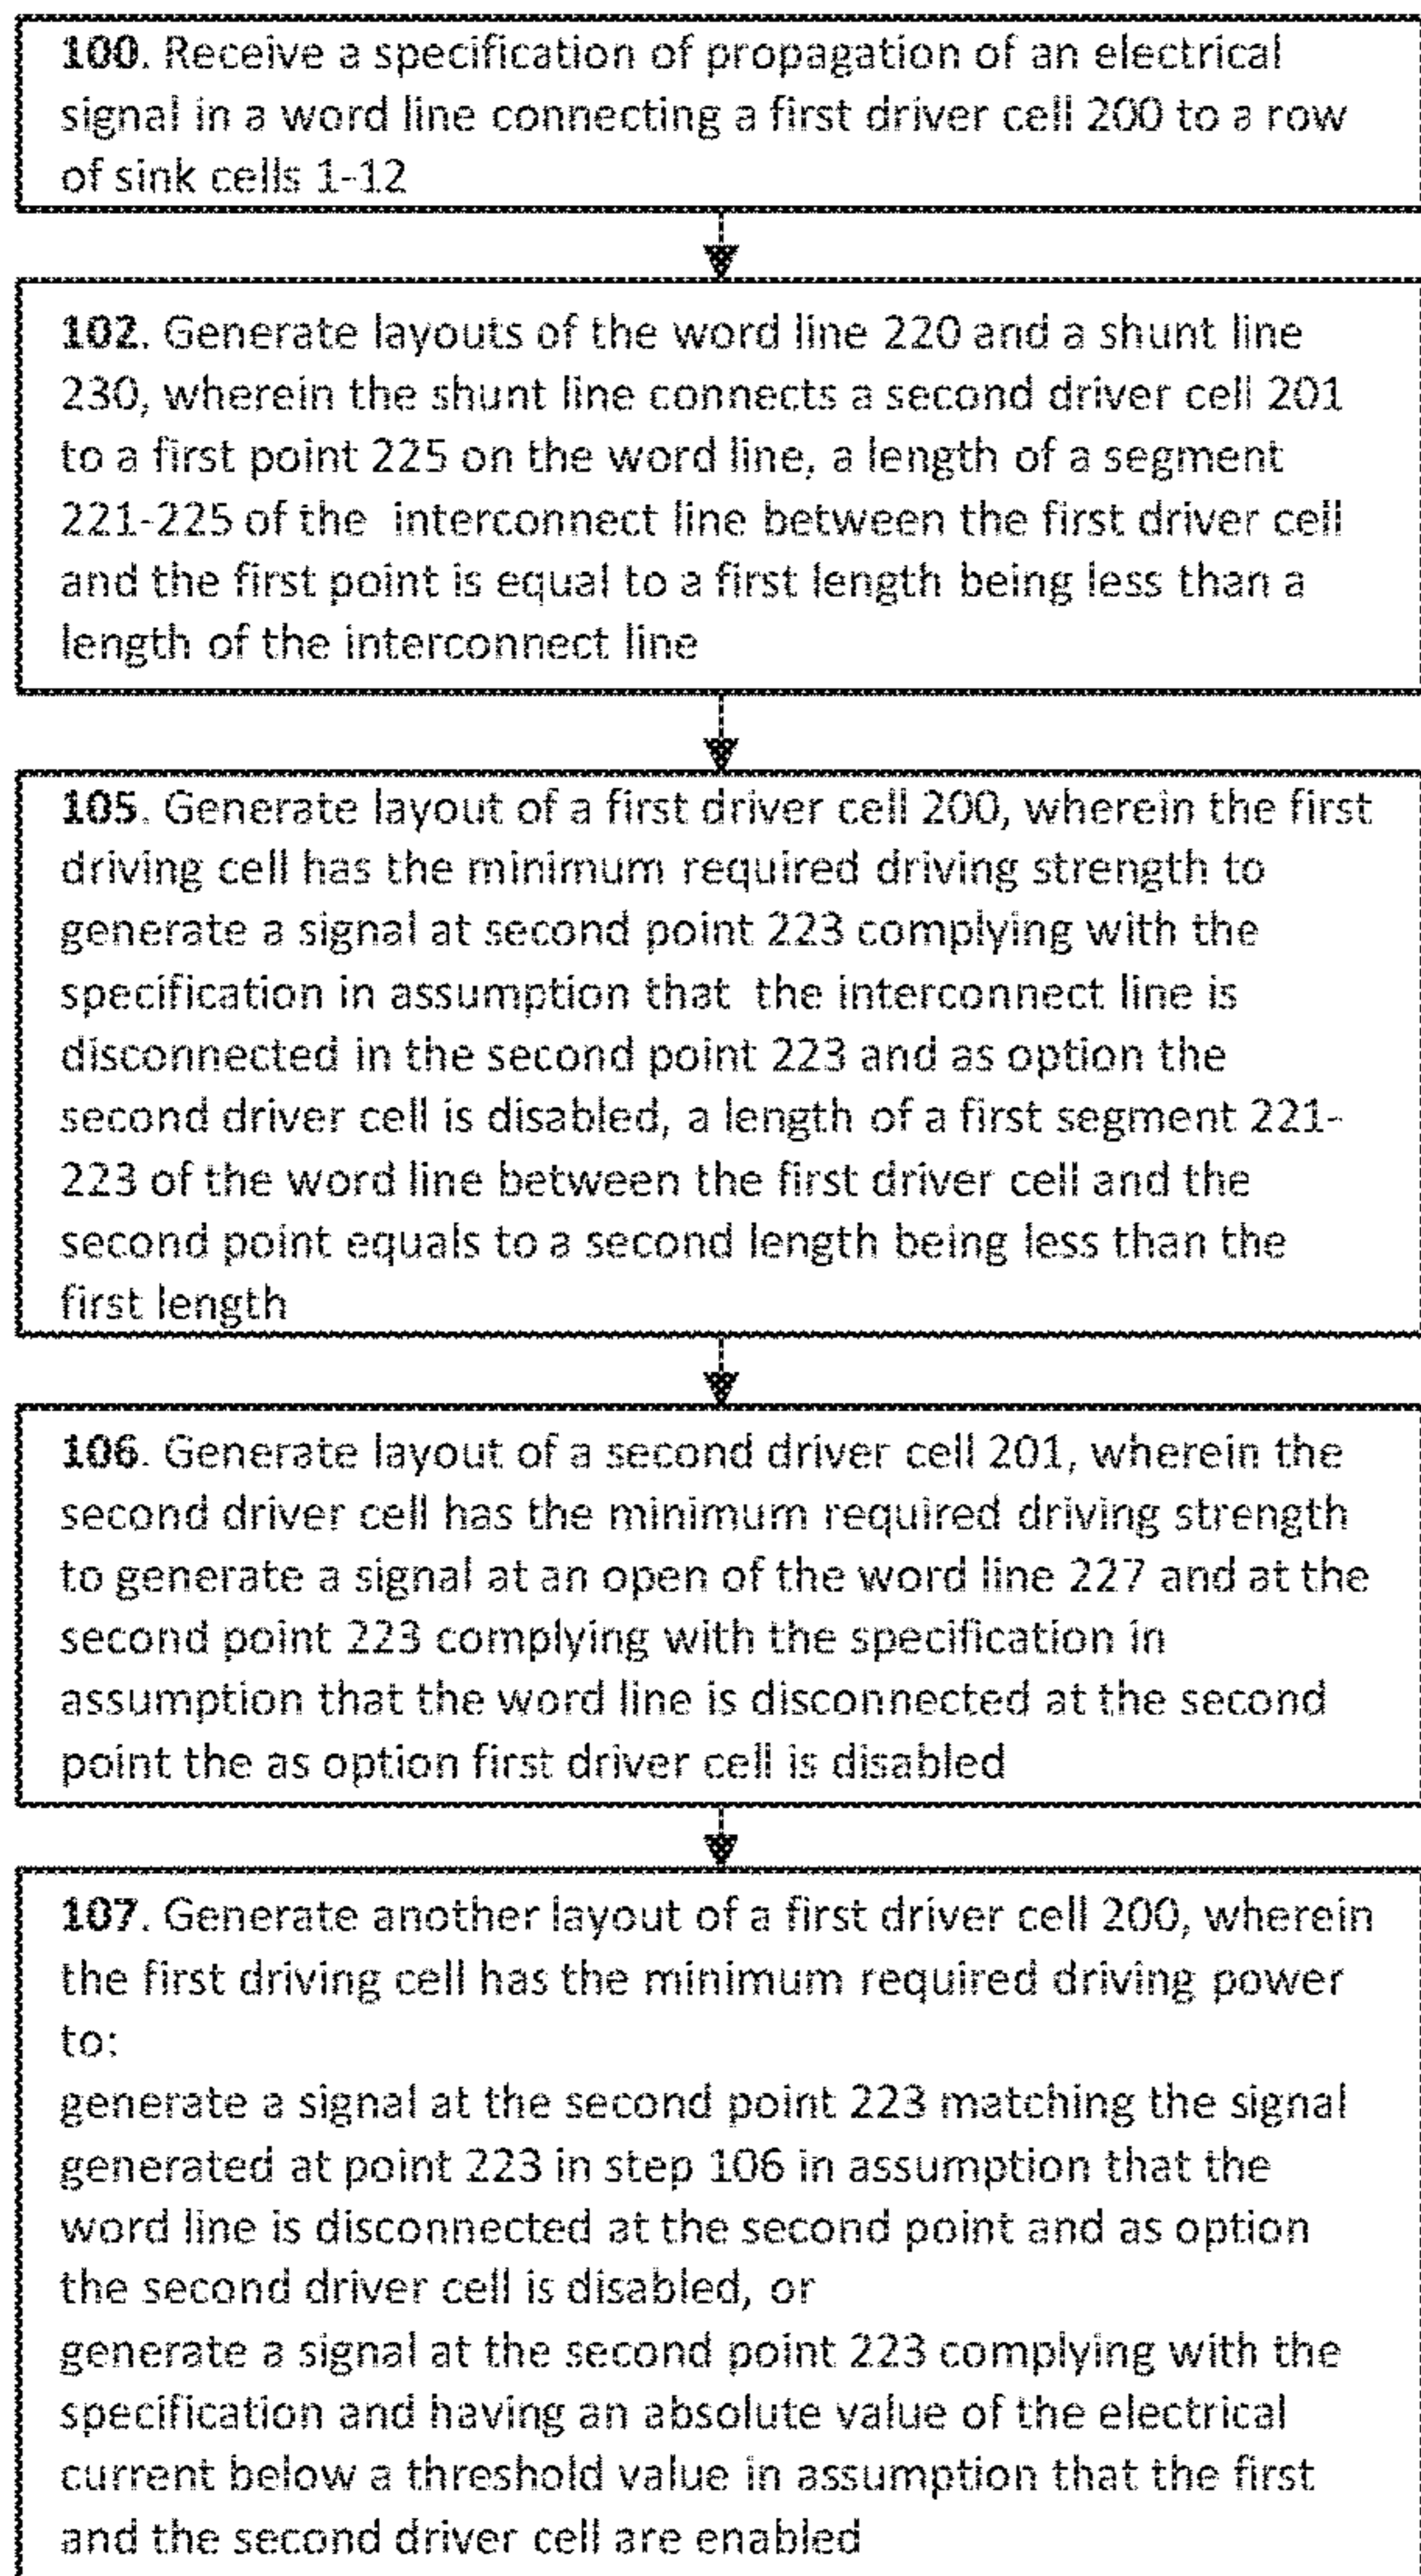 100. Receive a specification of propagation of an electrical
signal in a word line connecting a first driver cell 200 to a row
of sink cells 1-12
102. Generate layouts of the word line 220 and a shunt line
230, wherein the shunt line connects a second driver cell 201
to a first point 225 on the word line, a length of a segment
221-225 of the interconnect line between the first driver cell
and the first point is equal to a first length being less than a
length of the interconnect line
105. Generate layout of a first driver cell 200, wherein the first
driving cell has the minimum required driving strength to
generate a signal at second point 223 complying with the
specification in assumption that the interconnect line is
disconnected in the second point 223 and as option the
second driver cell is disabled, a length of a first segment 221-
223 of the word line between the first driver cell and the
second point equals to a second length being less than the
first length
106. Generate layout of a second driver cell 201, wherein the
second driver cell has the minimum required driving strength
to generate a signal at an open of the word line 227 and at the
second point 223 complying with the specification in
assumption that the word line is disconnected at the second
point the as option first driver cell is disabled
107. Generate another layout of a first driver cell 200, wherein
the first driving cell has the minimum required driving power
to:
generate a signal at the second point 223 matching the signal
generated at point 223 in step 106 in assumption that the
word line is disconnected at the second point and as option
the second driver cell is disabled, or
generate a signal at the second point 223 complying with the
specification and having an absolute value of the electrical
current below a threshold value in assumption that the first
and the second driver cell are enabled